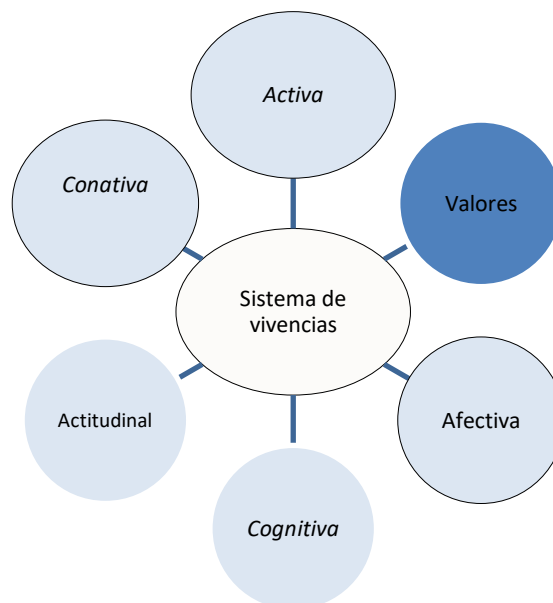 Activa
Conativa
Valores
Sistema de
vivencias
Actitudinal
Afectiva
Cognitiva